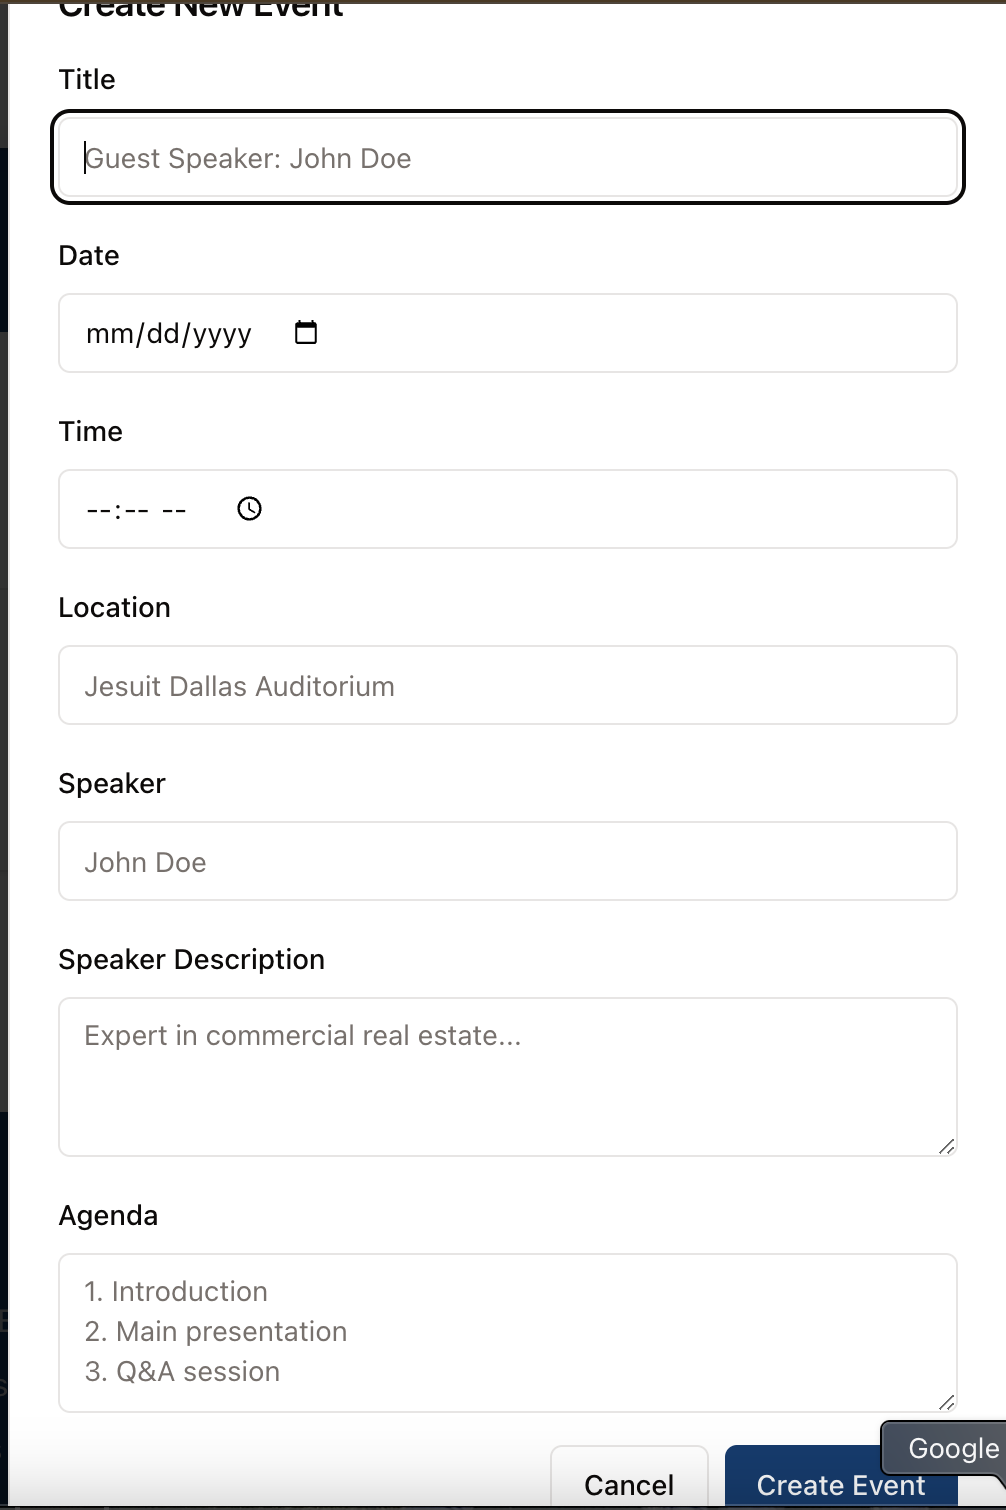 Create New Event
Title
Guest Speaker: John Doe
Date
mm/dd/yyyy
Time
--:-- --
Location
Jesuit Dallas Auditorium
Speaker
John Doe
Speaker Description
Expert in commercial real estate...
Agenda
1. Introduction
2. Main presentation
3. Q&A session
Google
Cancel
Create Event